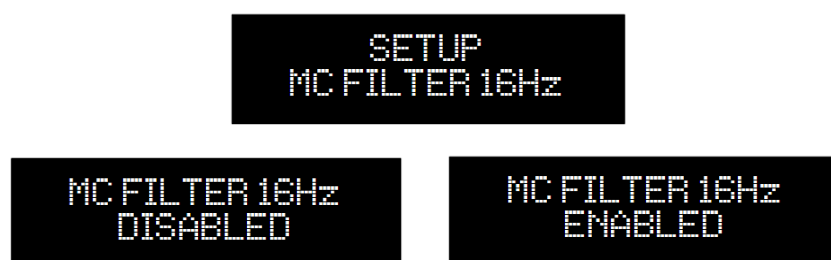 SETUP
MC FILTER 16Hz
MC FILTER 16Hz
DISABLED
MC FILTER 16Hz
ENABLED